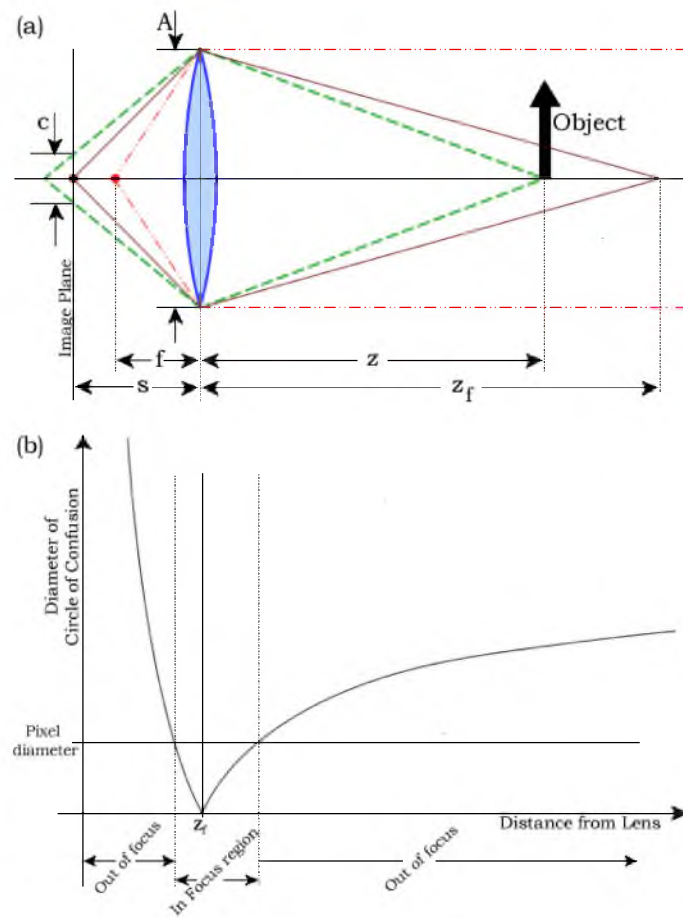 (a)
A
c
Object
Image Plane
f
z
s
z_f
(b)
Diameter of
Circle of Confusion
Pixel
diameter
z_f
Distance from Lens
Out of focus
In Focus region
Out of focus